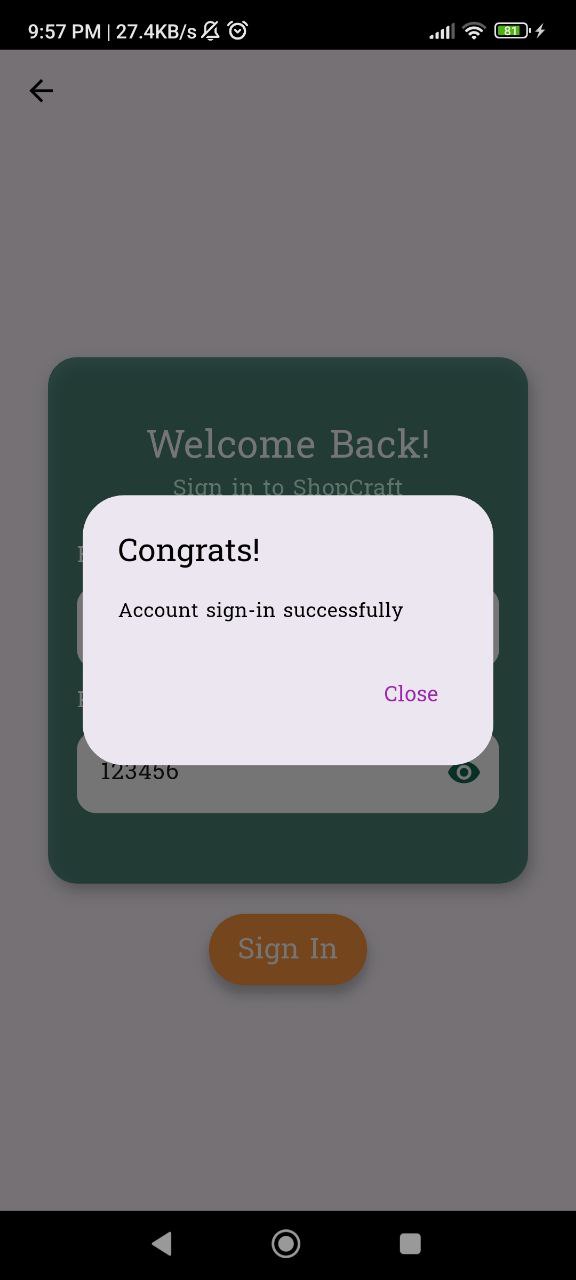 9:57 PM | 27.4KB/s
81
Welcome Back!
Sign in to ShopCraft
Congrats!
Account sign-in successfully
Close
123456
Sign In